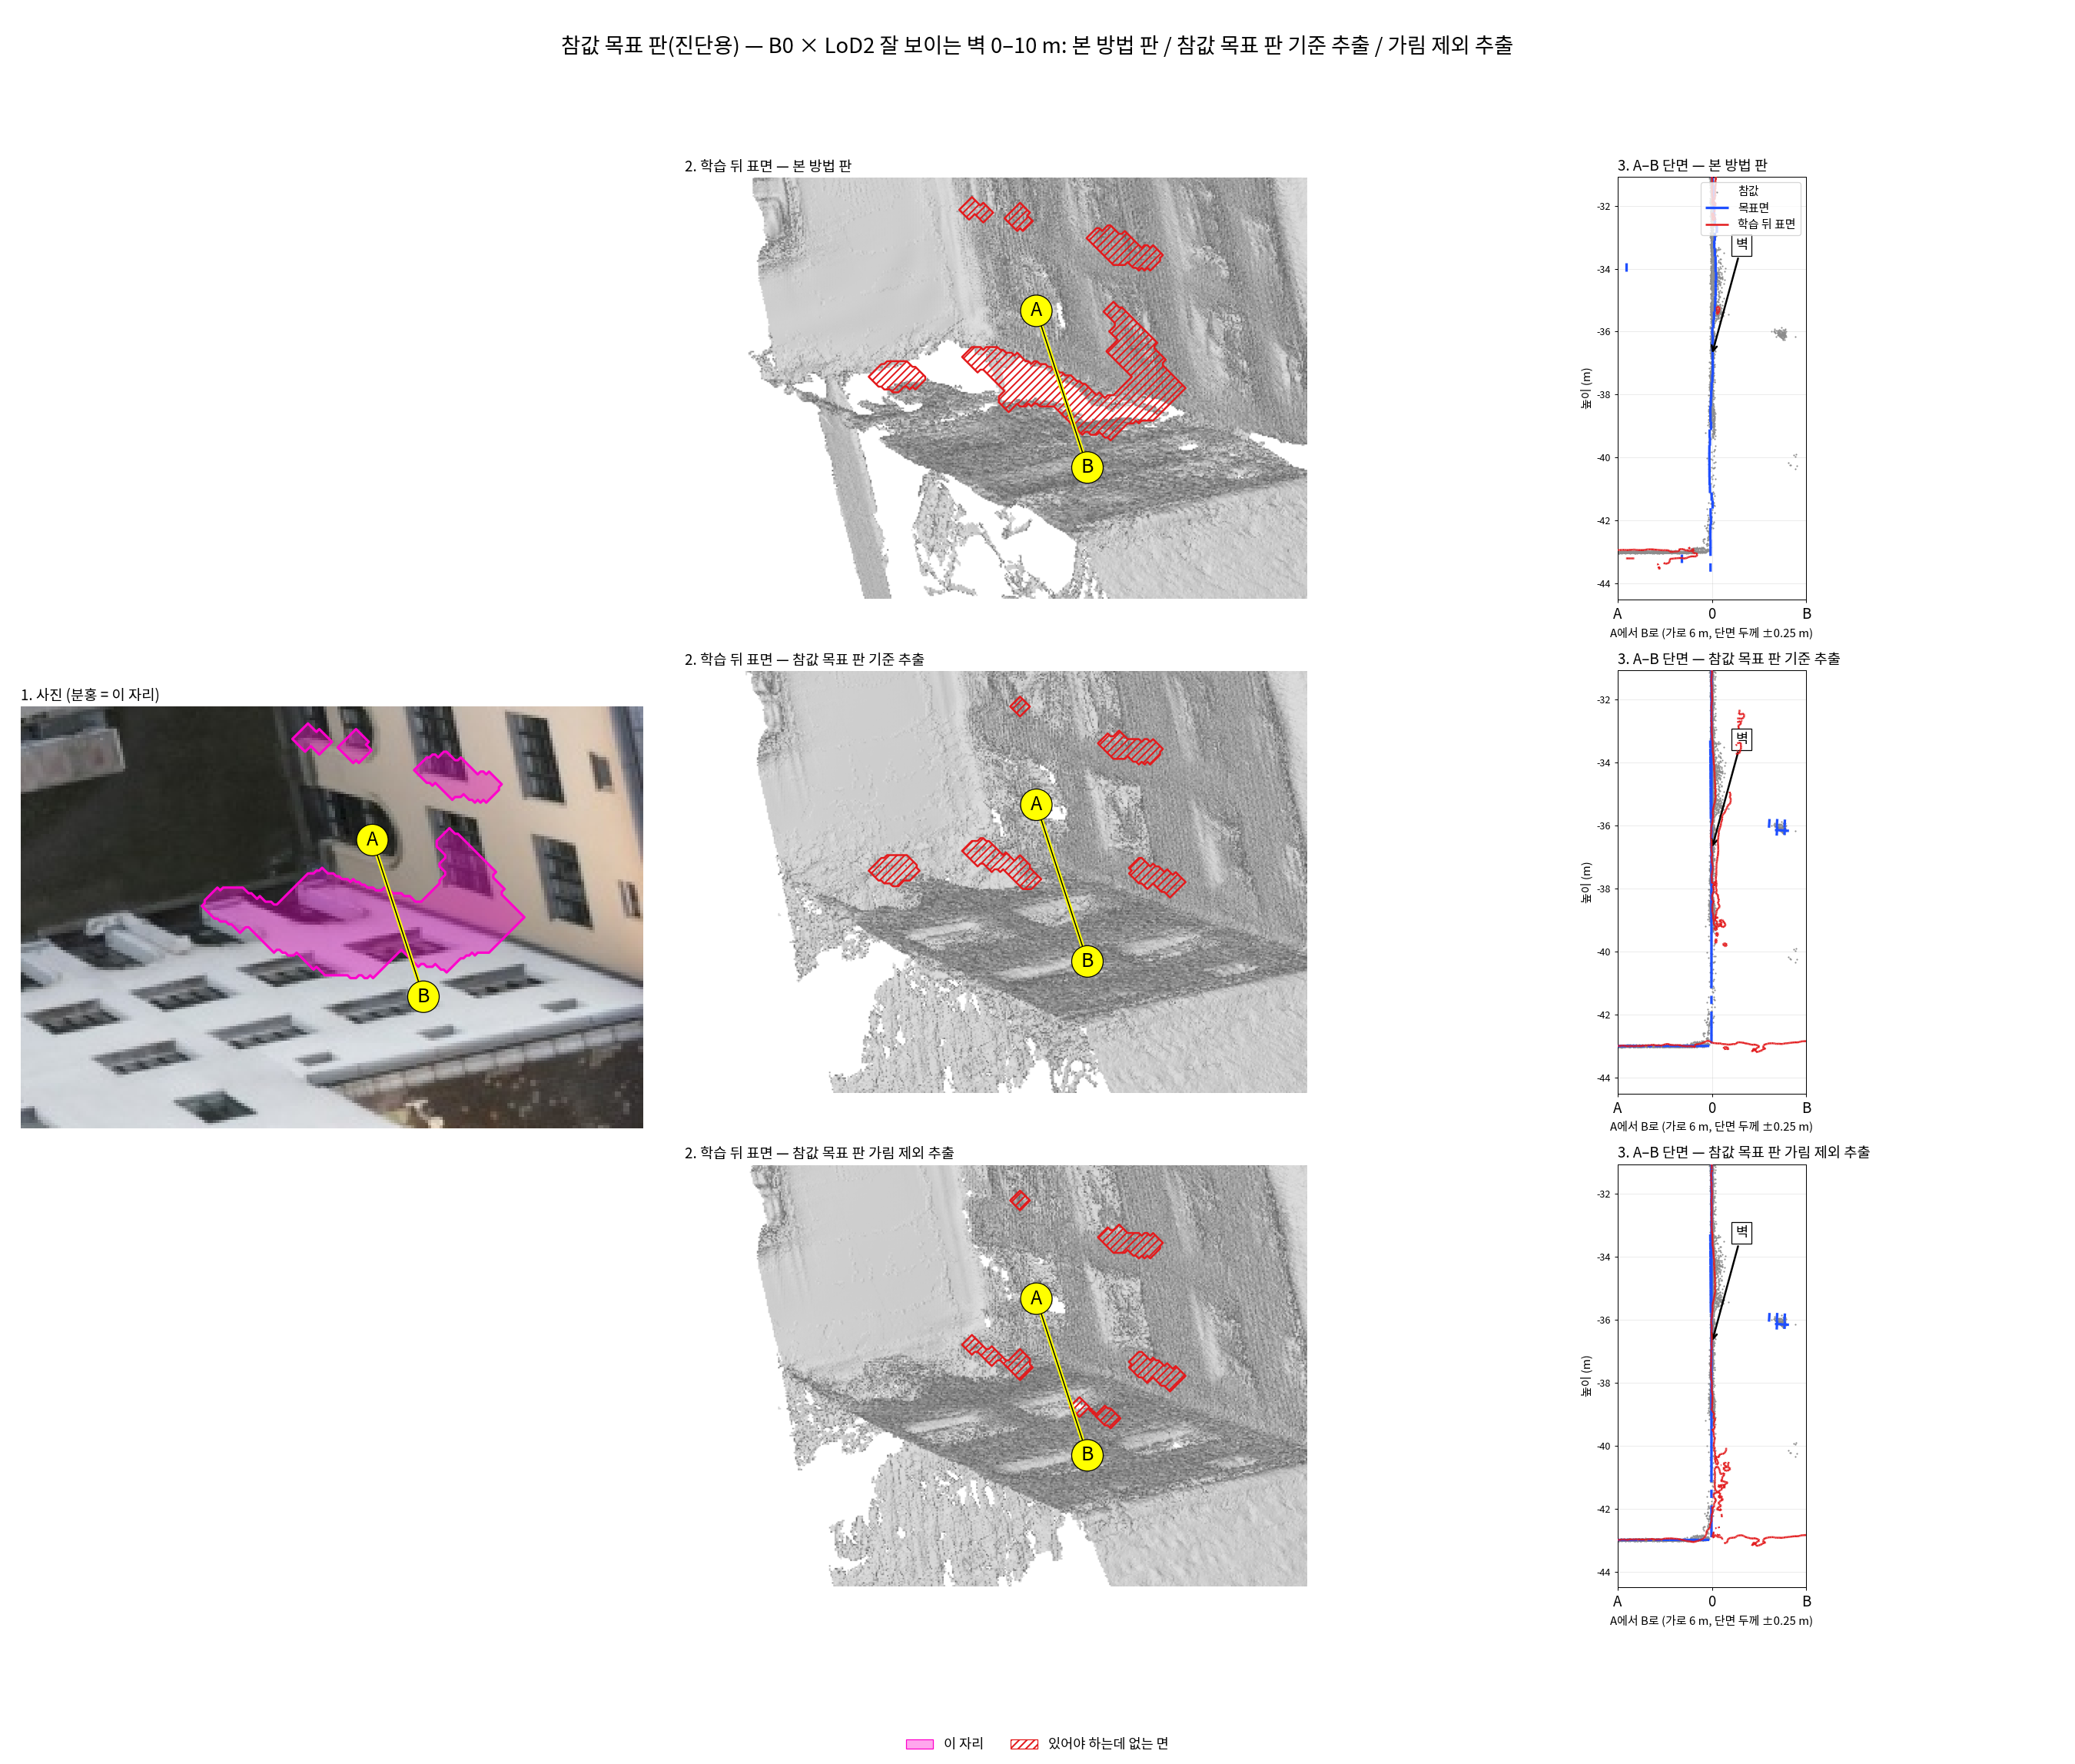 참값 목표 판(진단용) — B0 × LoD2 잘 보이는 벽 0–10 m: 본 방법 판 / 참값 목표 판 기준 추출 / 가림 제외 추출
1. 사진 (분홍 = 이 자리)
A
B
2. 학습 뒤 표면 — 본 방법 판
A
B
3. A–B 단면 — 본 방법 판
참값
목표면
학습 뒤 표면
벽
높이 (m)
-32
-34
-36
-38
-40
-42
-44
A 0 B
A에서 B로 (가로 6 m, 단면 두께 ±0.25 m)
2. 학습 뒤 표면 — 참값 목표 판 기준 추출
A
B
3. A–B 단면 — 참값 목표 판 기준 추출
벽
높이 (m)
-32
-34
-36
-38
-40
-42
-44
A 0 B
A에서 B로 (가로 6 m, 단면 두께 ±0.25 m)
2. 학습 뒤 표면 — 참값 목표 판 가림 제외 추출
A
B
3. A–B 단면 — 참값 목표 판 가림 제외 추출
벽
높이 (m)
-32
-34
-36
-38
-40
-42
-44
A 0 B
A에서 B로 (가로 6 m, 단면 두께 ±0.25 m)
이 자리
있어야 하는데 없는 면